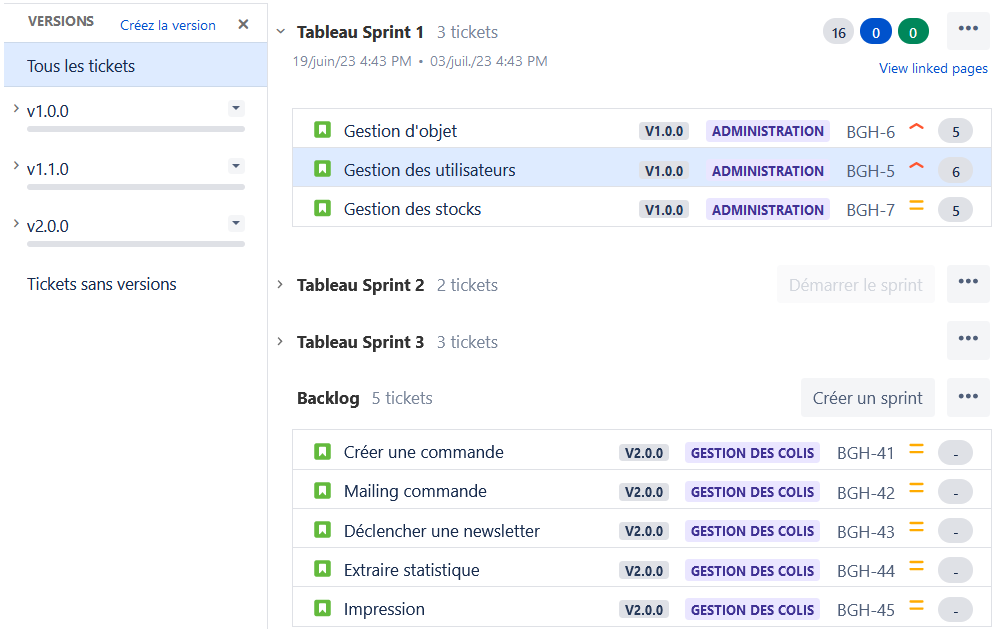 VERSIONS Créez la version ✕
Tous les tickets
v1.0.0
v1.1.0
v2.0.0
Tickets sans versions
Tableau Sprint 1 3 tickets 16 0 0 •••
19/juin/23 4:43 PM • 03/juil./23 4:43 PM
View linked pages
Gestion d'objet V1.0.0 ADMINISTRATION BGH-6 5
Gestion des utilisateurs V1.0.0 ADMINISTRATION BGH-5 6
Gestion des stocks V1.0.0 ADMINISTRATION BGH-7 5
Tableau Sprint 2 2 tickets Démarrer le sprint •••
Tableau Sprint 3 3 tickets •••
Backlog 5 tickets Créer un sprint •••
Créer une commande V2.0.0 GESTION DES COLIS BGH-41 -
Mailing commande V2.0.0 GESTION DES COLIS BGH-42 -
Déclencher une newsletter V2.0.0 GESTION DES COLIS BGH-43 -
Extraire statistique V2.0.0 GESTION DES COLIS BGH-44 -
Impression V2.0.0 GESTION DES COLIS BGH-45 -